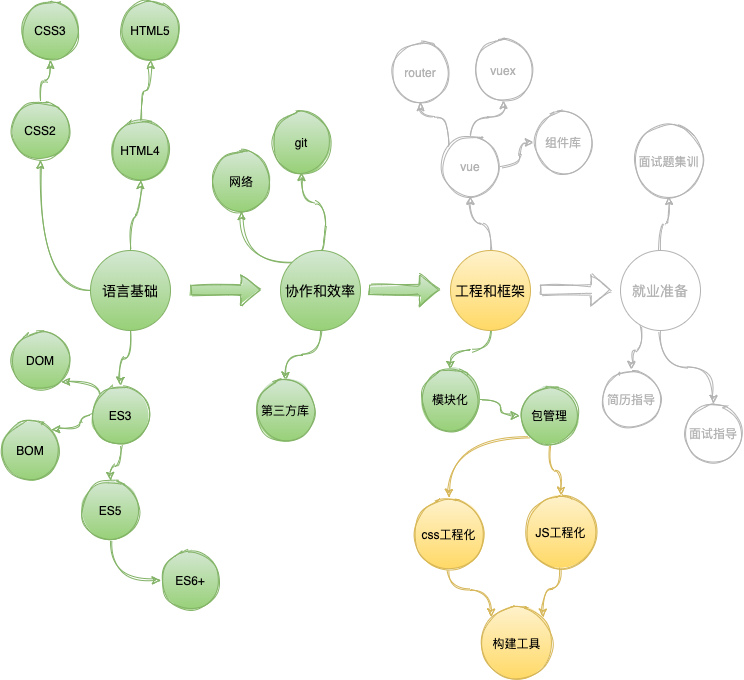 CSS3
HTML5
router
vuex
CSS2
HTML4
git
组件库
网络
vue
面试题集训
语言基础
协作和效率
工程和框架
就业准备
DOM
ES3
第三方库
模块化
包管理
简历指导
面试指导
BOM
ES5
css工程化
JS工程化
ES6+
构建工具